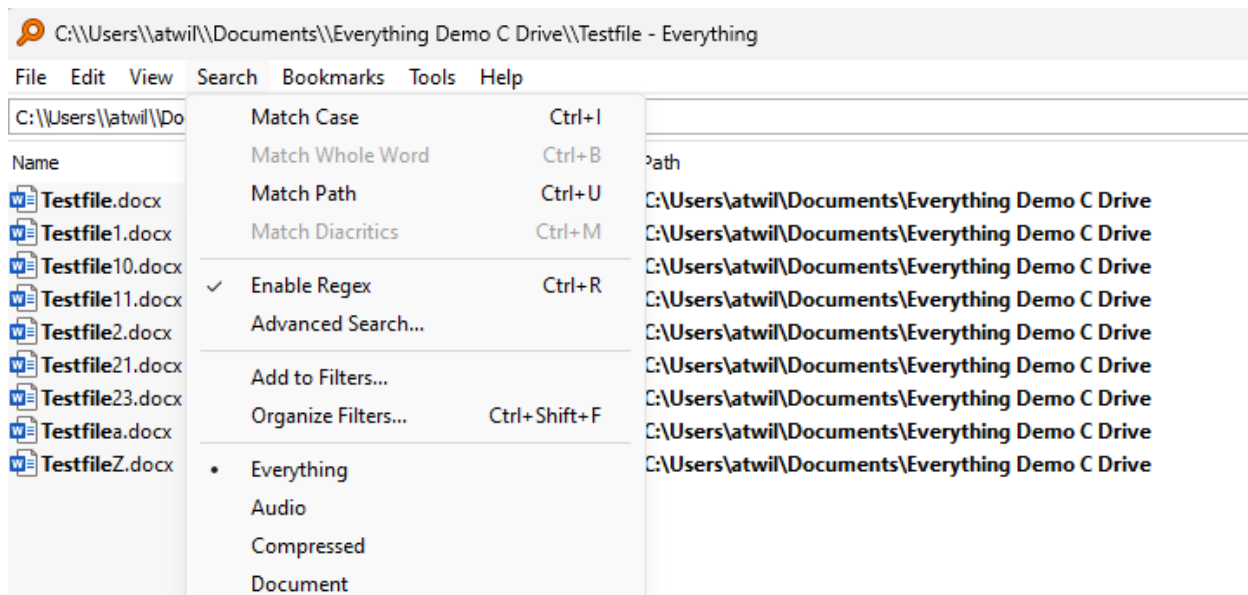 C:\\Users\\atwil\\Documents\\Everything Demo C Drive\\Testfile - Everything
File Edit View Search Bookmarks Tools Help
C:\\Users\\atwil\\Do
Match Case Ctrl+I
Name Match Whole Word Ctrl+B Path
Testfile.docx Match Path Ctrl+U C:\Users\atwil\Documents\Everything Demo C Drive
Testfile1.docx Match Diacritics Ctrl+M C:\Users\atwil\Documents\Everything Demo C Drive
Testfile10.docx C:\Users\atwil\Documents\Everything Demo C Drive
Testfile11.docx Enable Regex Ctrl+R C:\Users\atwil\Documents\Everything Demo C Drive
Testfile2.docx Advanced Search... C:\Users\atwil\Documents\Everything Demo C Drive
Testfile21.docx Add to Filters... C:\Users\atwil\Documents\Everything Demo C Drive
Testfile23.docx Organize Filters... Ctrl+Shift+F C:\Users\atwil\Documents\Everything Demo C Drive
Testfilea.docx C:\Users\atwil\Documents\Everything Demo C Drive
TestfileZ.docx Everything C:\Users\atwil\Documents\Everything Demo C Drive
Audio
Compressed
Document